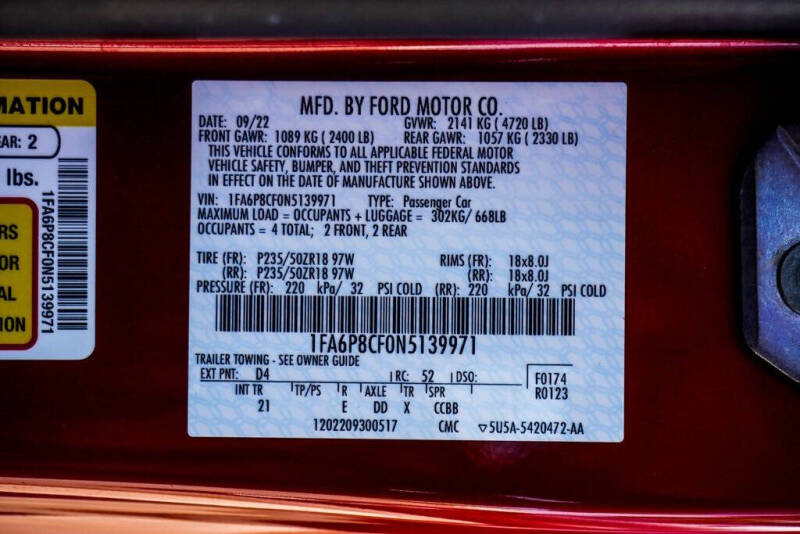 MATION
EAR: 2
lbs.
RS
OR
AL
ION
1FA6P8CF0N5139971
MFD. BY FORD MOTOR CO.
DATE: 09/22 GVWR: 2141 KG ( 4720 LB)
FRONT GAWR: 1089 KG ( 2400 LB) REAR GAWR: 1057 KG ( 2330 LB)
THIS VEHICLE CONFORMS TO ALL APPLICABLE FEDERAL MOTOR
VEHICLE SAFETY, BUMPER, AND THEFT PREVENTION STANDARDS
IN EFFECT ON THE DATE OF MANUFACTURE SHOWN ABOVE.
VIN: 1FA6P8CF0N5139971 TYPE: Passenger Car
MAXIMUM LOAD = OCCUPANTS + LUGGAGE = 302KG/ 668LB
OCCUPANTS = 4 TOTAL; 2 FRONT, 2 REAR
TIRE (FR): P235/50ZR18 97W RIMS (FR): 18x8.0J
(RR): P235/50ZR18 97W (RR): 18x8.0J
PRESSURE (FR): 220 kPa/ 32 PSI COLD (RR): 220 kPa/ 32 PSI COLD
1FA6P8CF0N5139971
TRAILER TOWING - SEE OWNER GUIDE
EXT PNT: D4 RC: 52 DSO: F0174
INT TR TP/PS R AXLE TR SPR R0123
21 E DD X CCBB
1202209300517 CMC ▽5U5A-5420472-AA